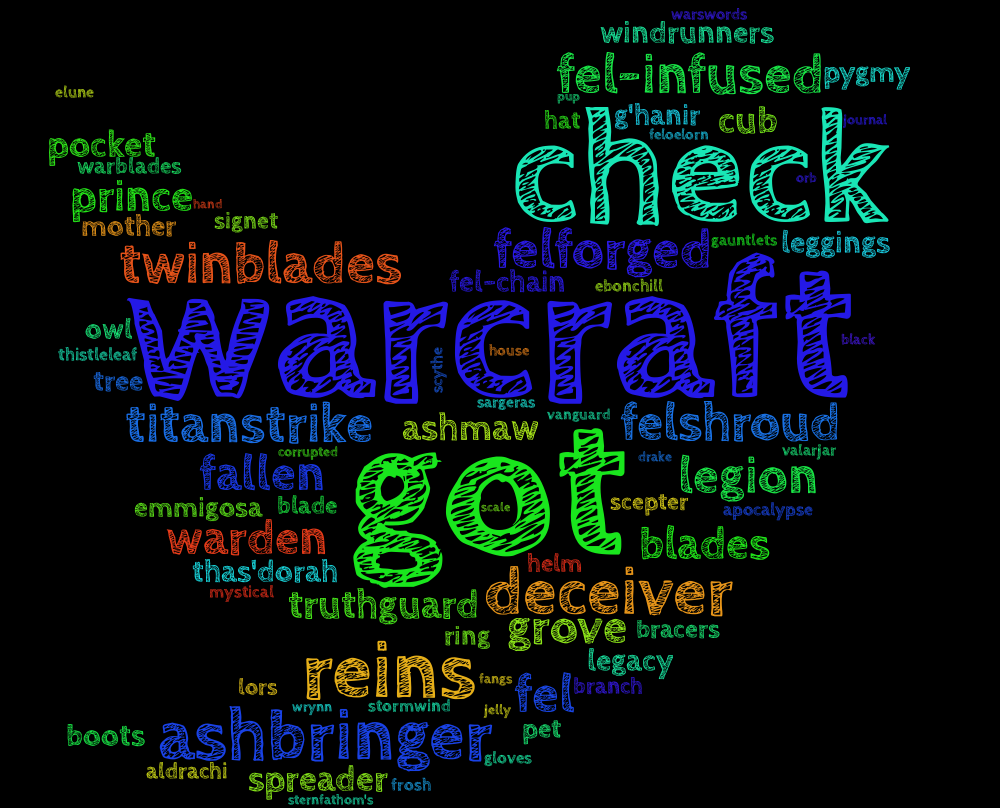 warswords
windrunners
fel-infused
pygmy
elune
pup
hat
g'hanir
cub
journal
feloelorn
check
pocket
warblades
orb
prince
hand
mother
signet
twinblades
felforged
gauntlets
leggings
fel-chain
ebonchill
warcraft
owl
thistleleaf
tree
scythe
house
black
sargeras
vanguard
titanstrike
ashmaw
felshroud
corrupted
drake
valarjar
fallen
got
legion
emmigosa
blade
scale
scepter
apocalypse
warden
blades
thas'dorah
helm
mystical
truthguard
deceiver
ring
grove
bracers
reins
legacy
lors
fangs
fel
branch
wrynn
stormwind
jelly
boots
ashbringer
pet
gloves
aldrachi
spreader
frosh
sternfathom's